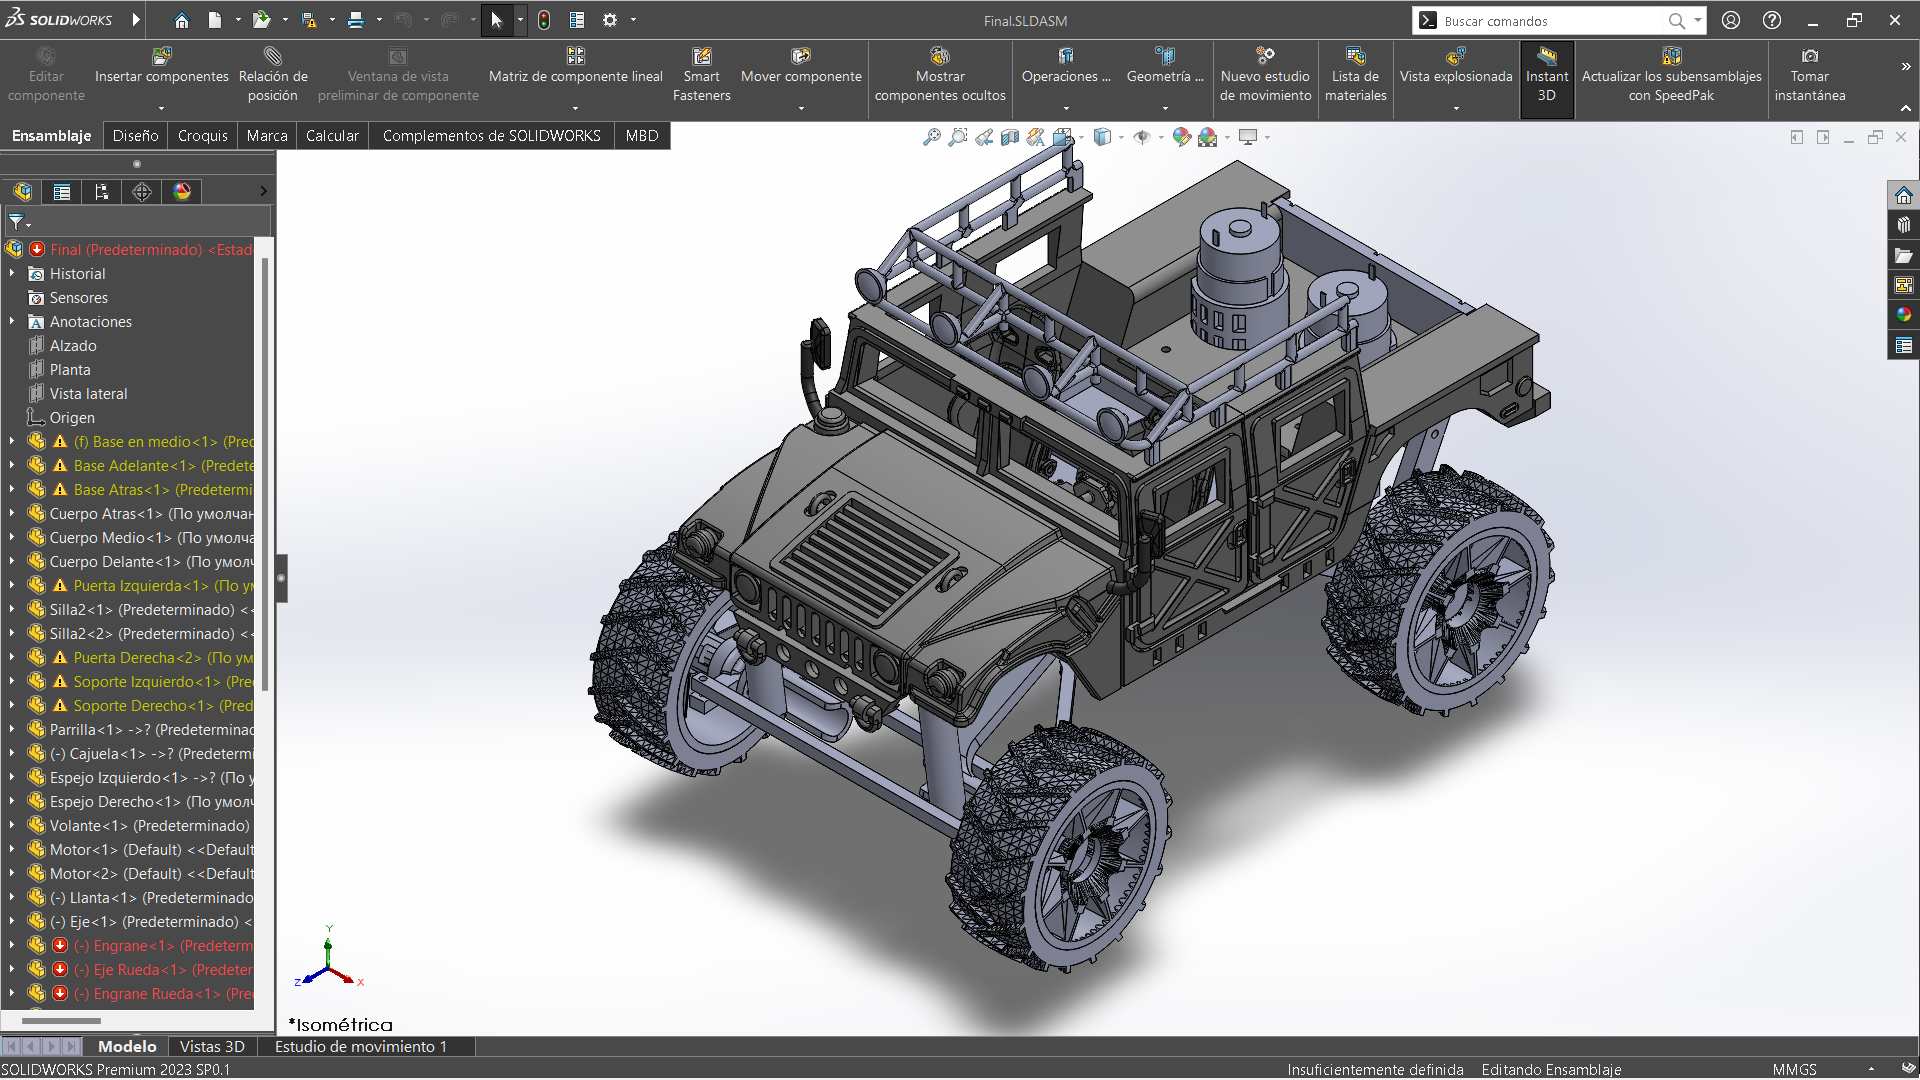 SOLIDWORKS
Final.SLDASM
Buscar comandos
Editar componente
Insertar componentes
Relación de posición
Ventana de vista preliminar de componente
Matriz de componente lineal
Smart Fasteners
Mover componente
Mostrar componentes ocultos
Operaciones ...
Geometría ...
Nuevo estudio de movimiento
Lista de materiales
Vista explosionada
Instant 3D
Actualizar los subensamblajes con SpeedPak
Tomar instantánea
Ensamblaje
Diseño
Croquis
Marca
Calcular
Complementos de SOLIDWORKS
MBD
Final (Predeterminado) <Estad
Historial
Sensores
Anotaciones
Alzado
Planta
Vista lateral
Origen
(f) Base en medio<1> (Prec
Base Adelante<1> (Predete
Base Atras<1> (Predetermi
Cuerpo Atras<1> (По умолчан
Cuerpo Medio<1> (По умолча
Cuerpo Delante<1> (По умолч
Puerta Izquierda<1> (По ум
Silla2<1> (Predeterminado) <<
Silla2<2> (Predeterminado) <<
Puerta Derecha<2> (По ум
Soporte Izquierdo<1> (Pre
Soporte Derecho<1> (Pred
Parrilla<1> ->? (Predeterminad
(-) Cajuela<1> ->? (Predetermi
Espejo Izquierdo<1> ->? (По у
Espejo Derecho<1> (По умолч
Volante<1> (Predeterminado)
Motor<1> (Default) <<Default
Motor<2> (Default) <<Default
(-) Llanta<1> (Predeterminado
(-) Eje<1> (Predeterminado) <
(-) Engrane<1> (Predeterm
(-) Eje Rueda<1> (Predeter
(-) Engrane Rueda<1> (Pre
Y
Z
X
*Isométrica
Modelo
Vistas 3D
Estudio de movimiento 1
SOLIDWORKS Premium 2023 SP0.1
Insuficientemente definida
Editando Ensamblaje
MMGS